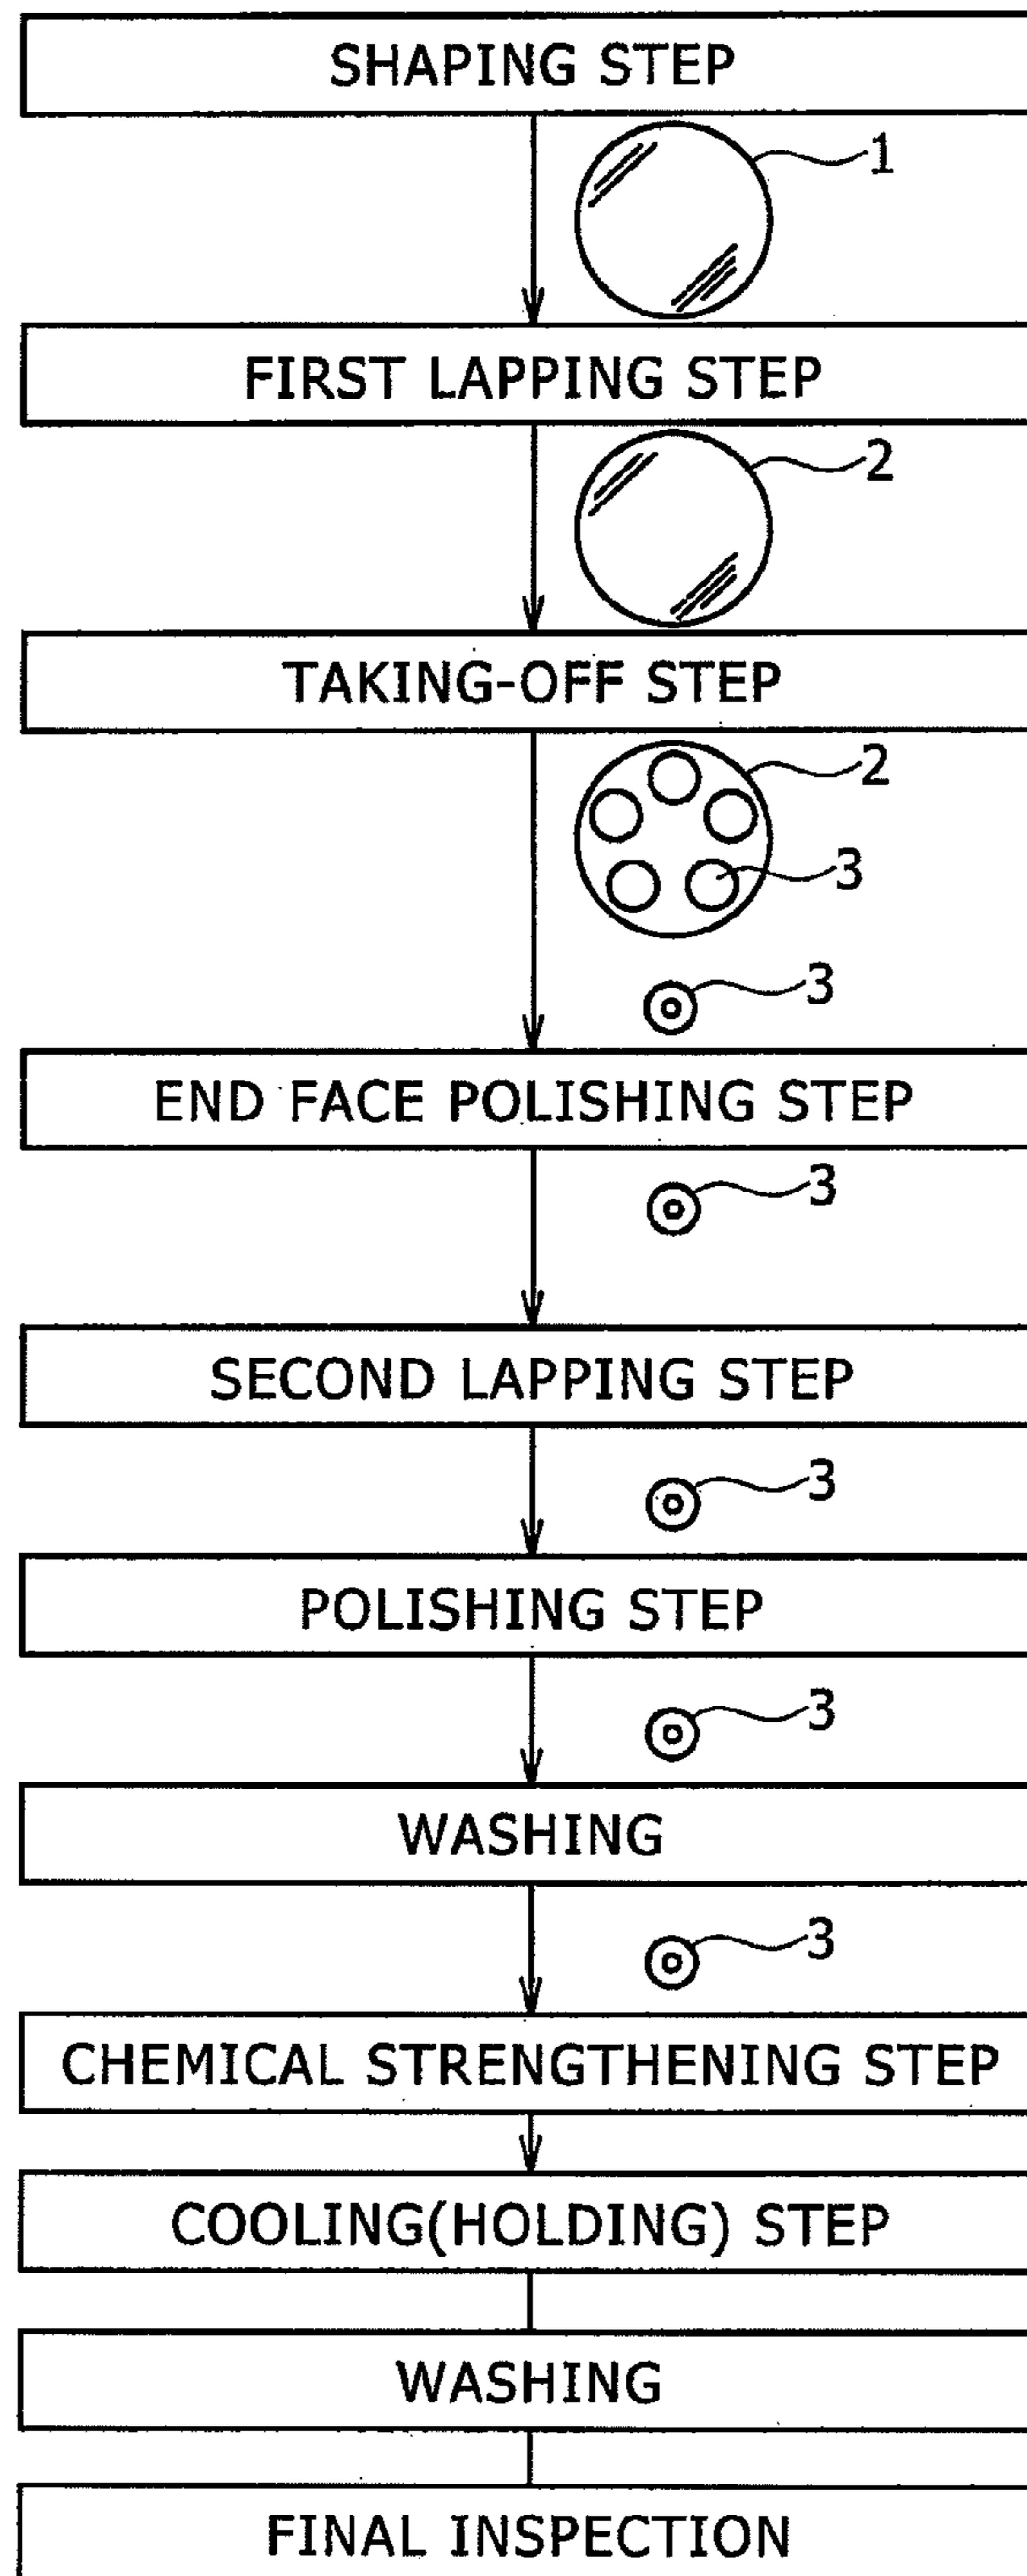 SHAPING STEP
1
FIRST LAPPING STEP
2
TAKING-OFF STEP
2
3
3
END FACE POLISHING STEP
3
SECOND LAPPING STEP
3
POLISHING STEP
3
WASHING
3
CHEMICAL STRENGTHENING STEP
COOLING(HOLDING) STEP
WASHING
FINAL INSPECTION